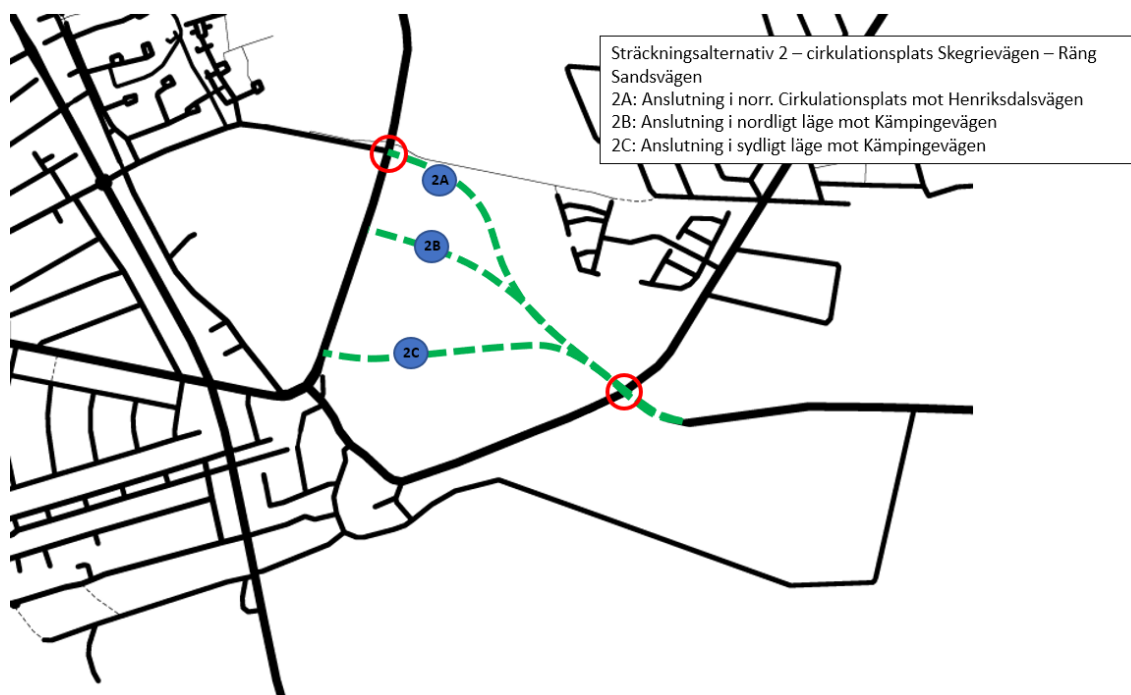 Sträckningsalternativ 2 – cirkulationsplats Skegrievägen – Räng
Sandsvägen
2A: Anslutning i norr. Cirkulationsplats mot Henriksdalsvägen
2B: Anslutning i nordligt läge mot Kämpingevägen
2C: Anslutning i sydligt läge mot Kämpingevägen
2A
2B
2C